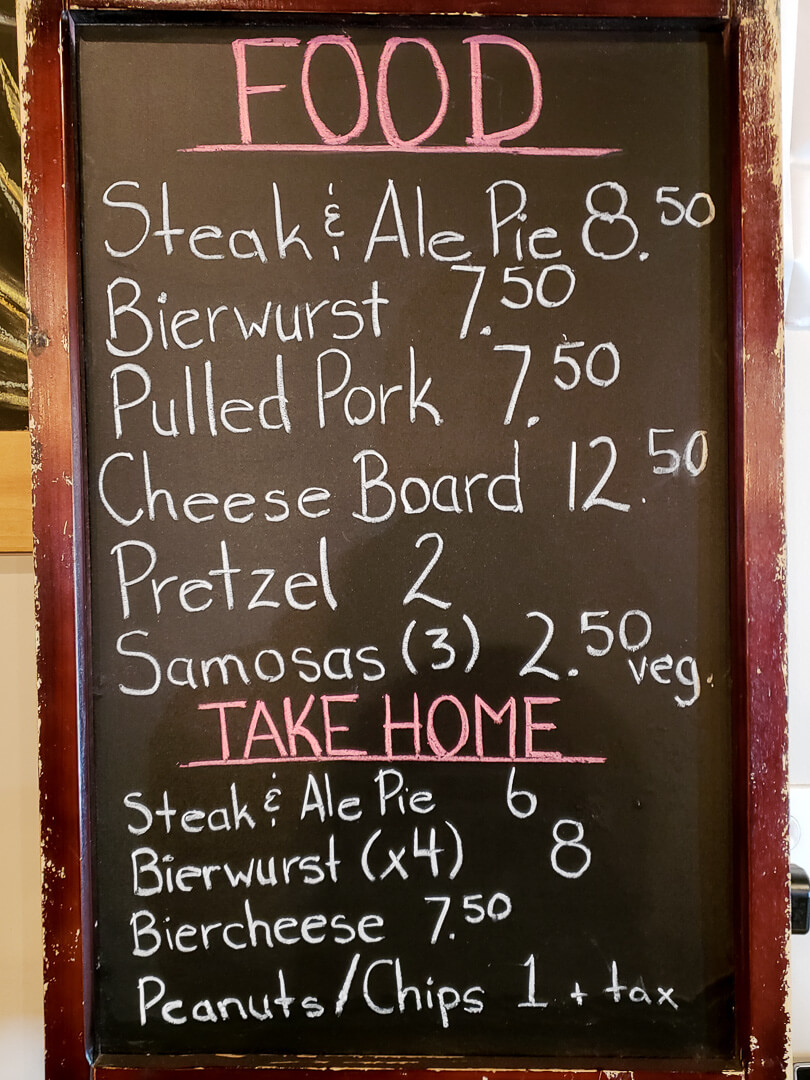 FOOD
Steak & Ale Pie 8.50
Bierwurst 7.50
Pulled Pork 7.50
Cheese Board 12.50
Pretzel 2
Samosas (3) 2.50 veg.
TAKE HOME
Steak & Ale Pie 6
Bierwurst (x4) 8
Biercheese 7.50
Peanuts/Chips 1 + tax